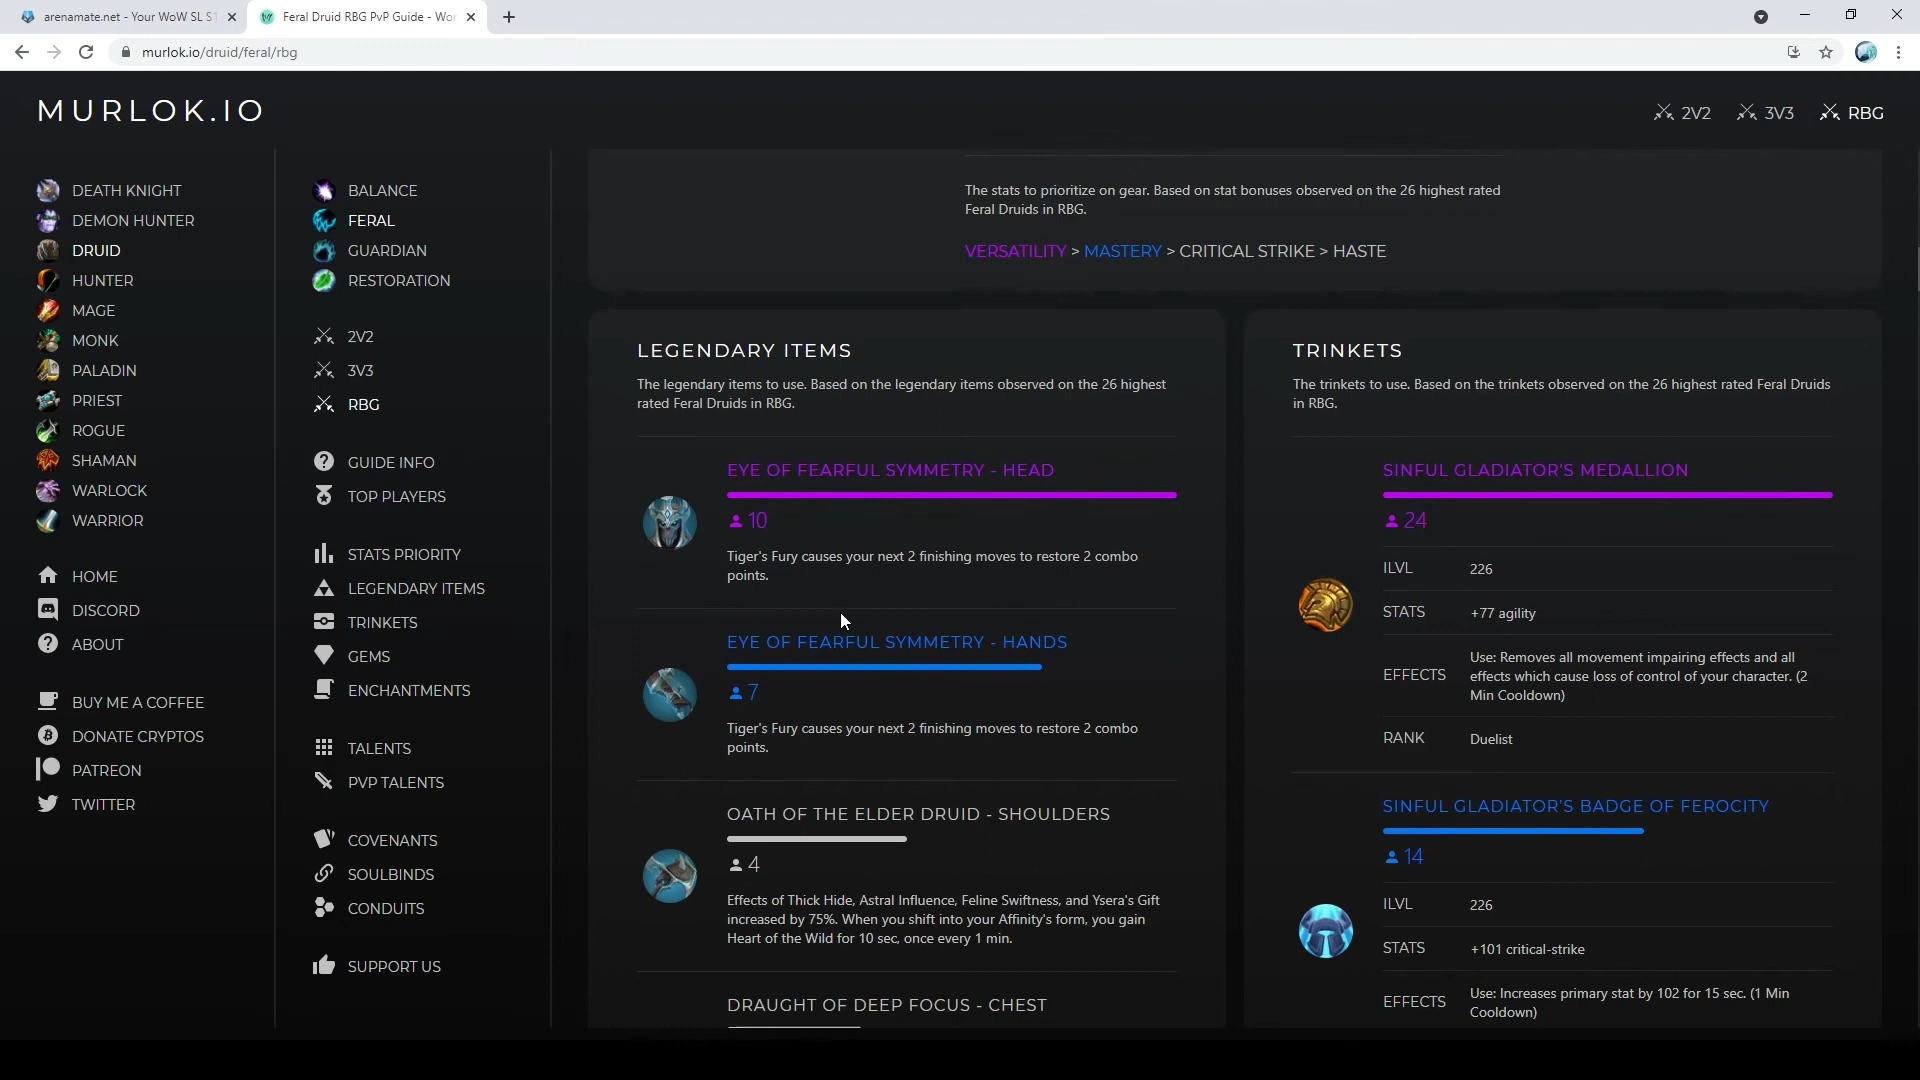 arenamate.net - Your WoW SL S
Feral Druid RBG PvP Guide - Wor
murlok.io/druid/feral/rbg
MURLOK.IO
2V2
3V3
RBG
DEATH KNIGHT
DEMON HUNTER
DRUID
HUNTER
MAGE
MONK
PALADIN
PRIEST
ROGUE
SHAMAN
WARLOCK
WARRIOR
HOME
DISCORD
ABOUT
BUY ME A COFFEE
DONATE CRYPTOS
PATREON
TWITTER
BALANCE
FERAL
GUARDIAN
RESTORATION
2V2
3V3
RBG
GUIDE INFO
TOP PLAYERS
STATS PRIORITY
LEGENDARY ITEMS
TRINKETS
GEMS
ENCHANTMENTS
TALENTS
PVP TALENTS
COVENANTS
SOULBINDS
CONDUITS
SUPPORT US
The stats to prioritize on gear. Based on stat bonuses observed on the 26 highest rated
Feral Druids in RBG.
VERSATILITY > MASTERY > CRITICAL STRIKE > HASTE
LEGENDARY ITEMS
The legendary items to use. Based on the legendary items observed on the 26 highest
rated Feral Druids in RBG.
EYE OF FEARFUL SYMMETRY - HEAD
10
Tiger's Fury causes your next 2 finishing moves to restore 2 combo
points.
EYE OF FEARFUL SYMMETRY - HANDS
7
Tiger's Fury causes your next 2 finishing moves to restore 2 combo
points.
OATH OF THE ELDER DRUID - SHOULDERS
4
Effects of Thick Hide, Astral Influence, Feline Swiftness, and Ysera's Gift
increased by 75%. When you shift into your Affinity's form, you gain
Heart of the Wild for 10 sec, once every 1 min.
DRAUGHT OF DEEP FOCUS - CHEST
TRINKETS
The trinkets to use. Based on the trinkets observed on the 26 highest rated Feral Druids
in RBG.
SINFUL GLADIATOR'S MEDALLION
24
ILVL 226
STATS +77 agility
EFFECTS Use: Removes all movement impairing effects and all
effects which cause loss of control of your character. (2
Min Cooldown)
RANK Duelist
SINFUL GLADIATOR'S BADGE OF FEROCITY
14
ILVL 226
STATS +101 critical-strike
EFFECTS Use: Increases primary stat by 102 for 15 sec. (1 Min
Cooldown)